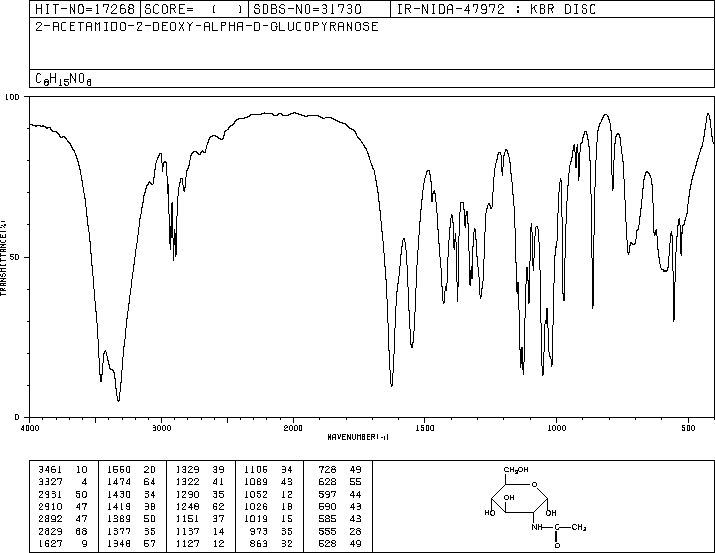 HIT-NO=17268 SCORE= ( ) SDBS-NO=31730 IR-NIDA-47972 : KBR DISC
2-ACETAMIDO-2-DEOXY-ALPHA-D-GLUCOPYRANOSE
C8H15NO6
100
50
0
TRANSMITTANCE(%)
4000 3000 2000 1500 1000 500
WAVENUMBER(-1)
3461 10 1550 20 1329 39 1106 34 728 49
3327 4 1474 64 1322 41 1089 43 628 55
2931 50 1430 34 1290 35 1052 12 597 44
2910 47 1419 38 1248 62 1026 18 590 43
2892 47 1389 50 1151 37 1019 15 585 43
2829 68 1377 35 1137 14 973 35 555 28
1627 9 1348 57 1127 12 863 32 528 49
CH2OH
O
OH
HO OH
NH C CH3
O